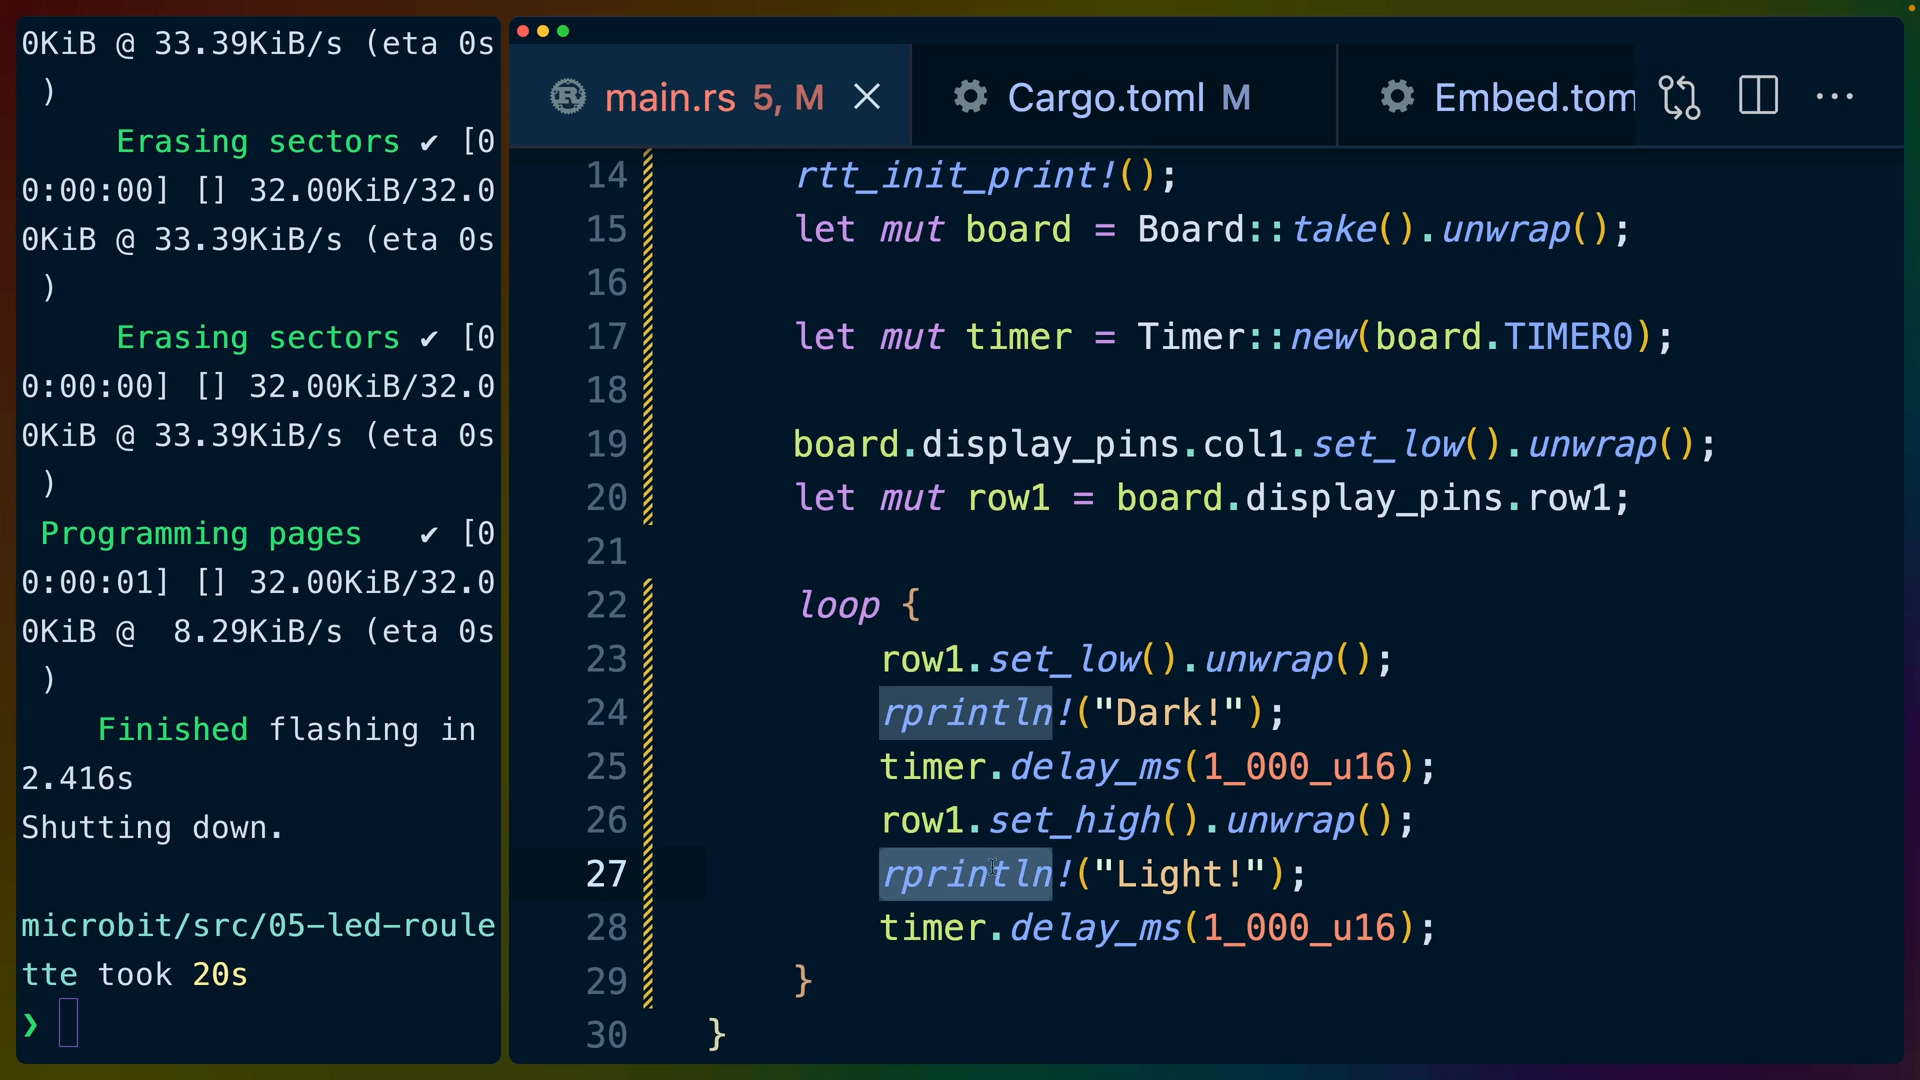 0KiB @ 33.39KiB/s (eta 0s
)
Erasing sectors ✔ [0
0:00:00] [] 32.00KiB/32.0
0KiB @ 33.39KiB/s (eta 0s
)
Erasing sectors ✔ [0
0:00:00] [] 32.00KiB/32.0
0KiB @ 33.39KiB/s (eta 0s
)
Programming pages ✔ [0
0:00:01] [] 32.00KiB/32.0
0KiB @ 8.29KiB/s (eta 0s
)
Finished flashing in
2.416s
Shutting down.
microbit/src/05-led-roule
tte took 20s
❯
main.rs 5, M
Cargo.toml M
Embed.tom
14 rtt_init_print!();
15 let mut board = Board::take().unwrap();
16
17 let mut timer = Timer::new(board.TIMER0);
18
19 board.display_pins.col1.set_low().unwrap();
20 let mut row1 = board.display_pins.row1;
21
22 loop {
23 row1.set_low().unwrap();
24 rprintln!("Dark!");
25 timer.delay_ms(1_000_u16);
26 row1.set_high().unwrap();
27 rprintln!("Light!");
28 timer.delay_ms(1_000_u16);
29 }
30 }